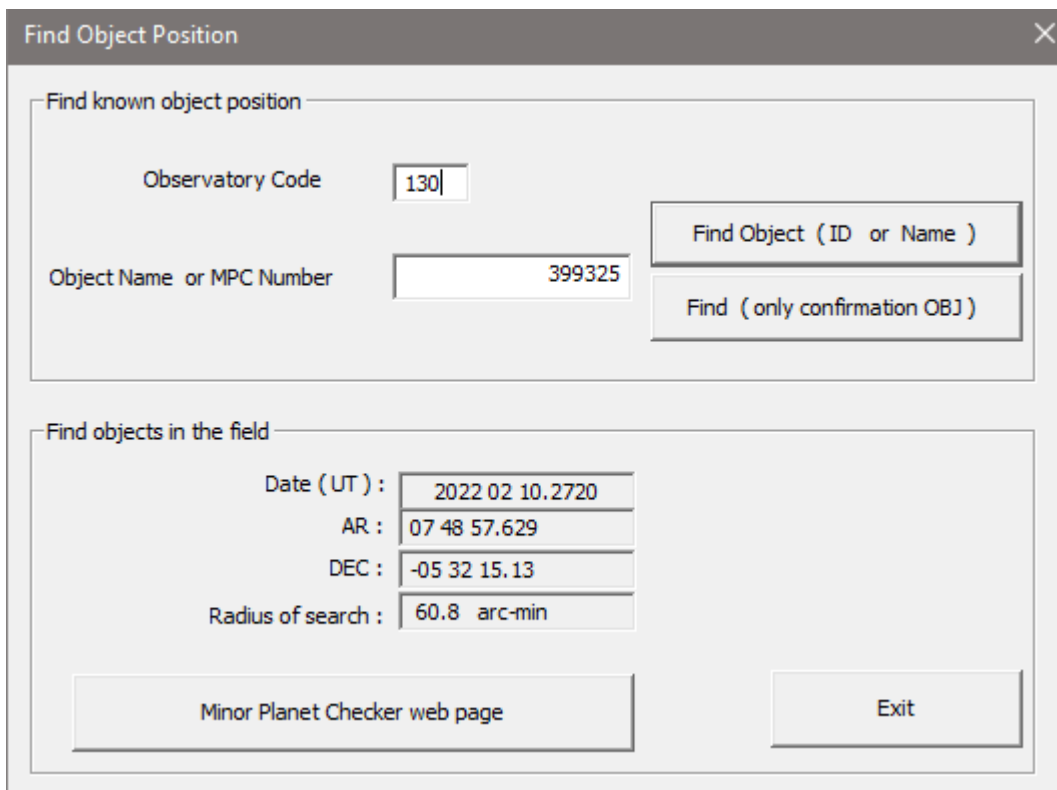 Find Object Position
Find known object position
Observatory Code 130
Find Object ( ID or Name )
Object Name or MPC Number 399325
Find ( only confirmation OBJ )
Find objects in the field
Date ( UT ) : 2022 02 10.2720
AR : 07 48 57.629
DEC : -05 32 15.13
Radius of search : 60.8 arc-min
Minor Planet Checker web page
Exit